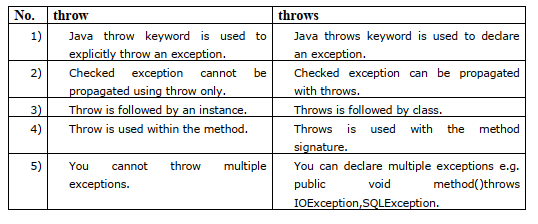 No. throw throws
1) Java throw keyword is used to Java throws keyword is used to declare
explicitly throw an exception. an exception.
2) Checked exception cannot be Checked exception can be propagated
propagated using throw only. with throws.
3) Throw is followed by an instance. Throws is followed by class.
4) Throw is used within the method. Throws is used with the method
signature.
5) You cannot throw multiple You can declare multiple exceptions e.g.
exceptions. public void method()throws
IOException,SQLException.